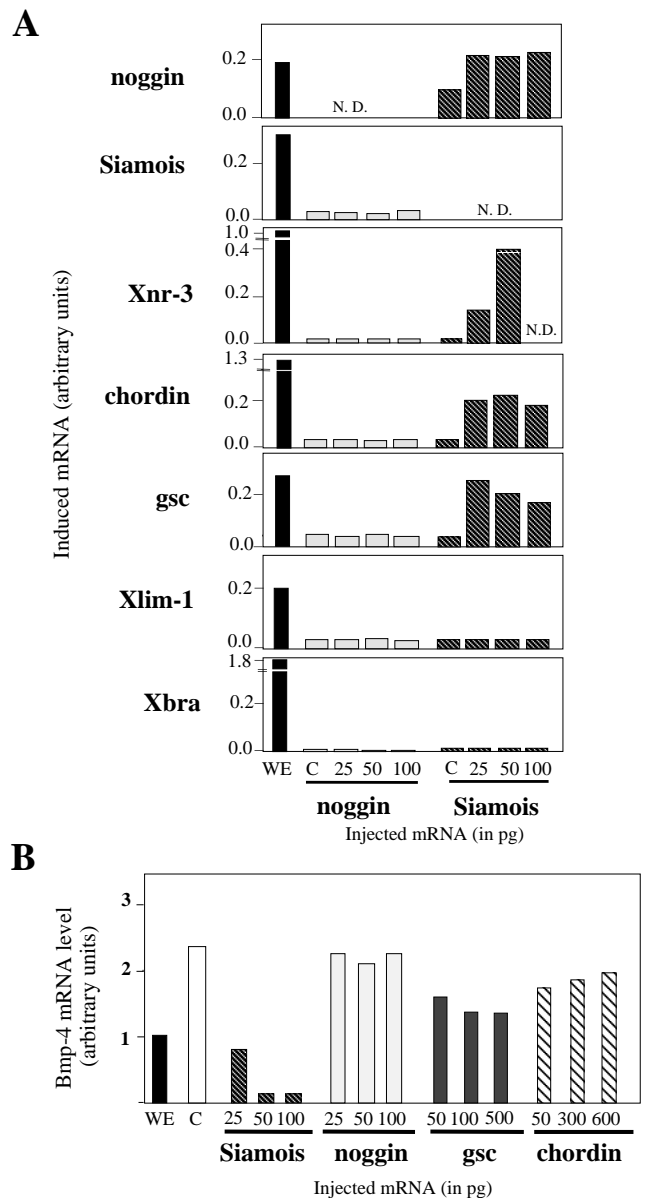 A
Induced mRNA (arbitrary units)
noggin
0.2
0.0
N. D.
Siamois
0.2
0.0
N. D.
Xnr-3
1.0
0.4
0.2
0.0
N.D.
chordin
1.3
0.2
0.0
gsc
0.2
0.0
Xlim-1
0.2
0.0
Xbra
1.8
0.2
0.0
WE C 25 50 100 C 25 50 100
noggin Siamois
Injected mRNA (in pg)
B
Bmp-4 mRNA level
(arbitrary units)
3
2
1
WE C 25 50 100 25 50 100 50 100 500 50 300 600
Siamois noggin gsc chordin
Injected mRNA (in pg)